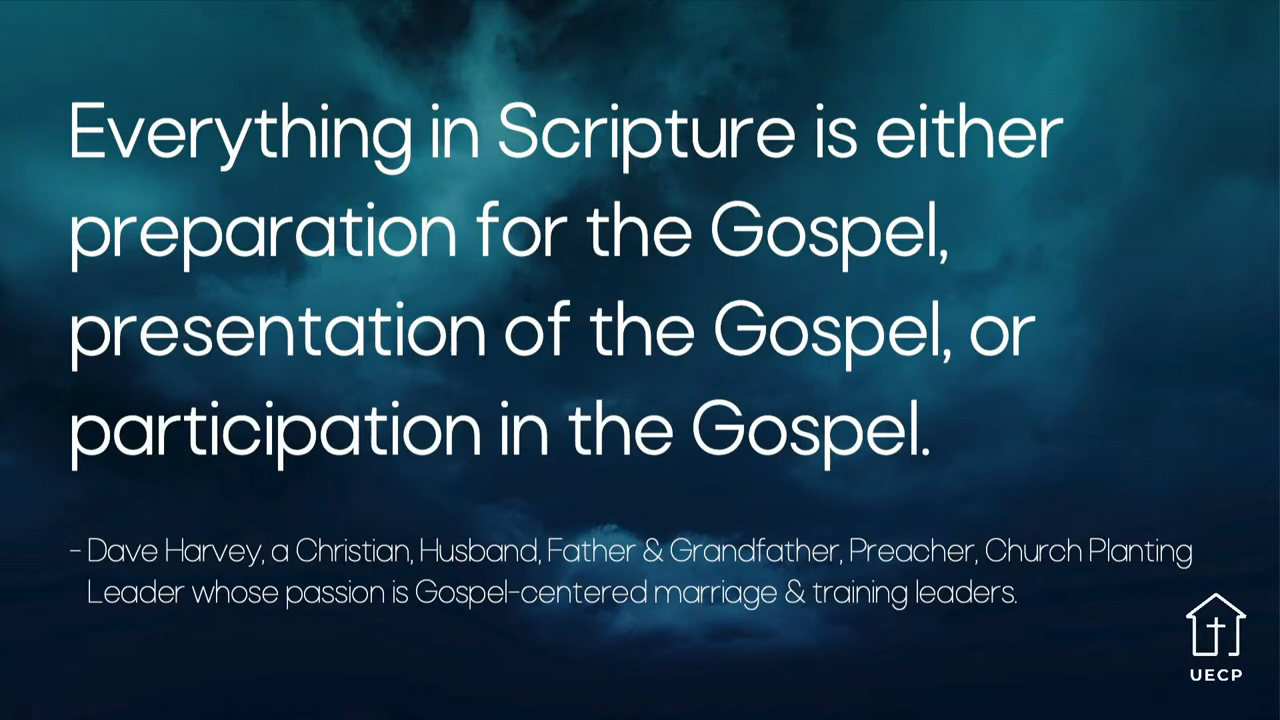 Everything in Scripture is either
preparation for the Gospel,
presentation of the Gospel, or
participation in the Gospel.
- Dave Harvey, a Christian, Husband, Father & Grandfather, Preacher, Church Planting
Leader whose passion is Gospel-centered marriage & training leaders.
UECP